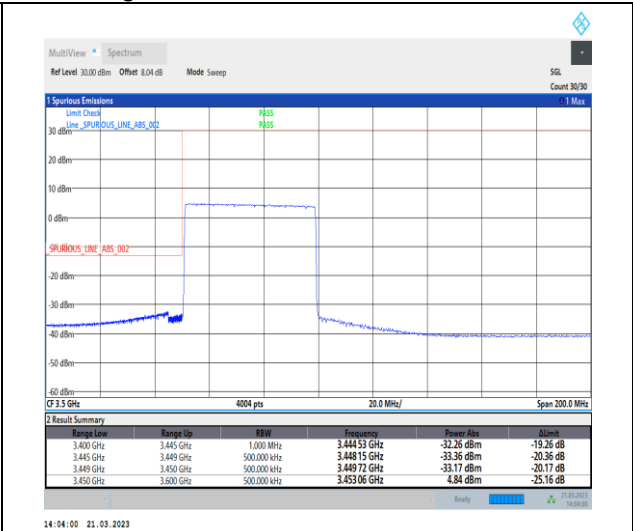 MultiView Spectrum
Ref Level 30.00 dBm Offset 8.04 dB Mode Sweep SGL
Count 30/30
1 Spurious Emissions 1 Max
Limit Check PASS
Line _SPURIOUS_LINE_ABS_002 PASS
30 dBm
20 dBm
10 dBm
0 dBm
_SPURIOUS_LINE_ABS_002
-20 dBm
-30 dBm
-40 dBm
-50 dBm
-60 dBm
CF 3.5 GHz 4004 pts 20.0 MHz/ Span 200.0 MHz
2 Result Summary
Range Low Range Up RBW Frequency Power Abs ΔLimit
3.400 GHz 3.445 GHz 1.000 MHz 3.444 53 GHz -32.26 dBm -19.26 dB
3.445 GHz 3.449 GHz 500.000 kHz 3.448 15 GHz -33.36 dBm -20.36 dB
3.449 GHz 3.450 GHz 500.000 kHz 3.449 72 GHz -33.17 dBm -20.17 dB
3.450 GHz 3.600 GHz 500.000 kHz 3.453 06 GHz 4.84 dBm -25.16 dB
Ready 21.03.2023
14:04:00
14:04:00 21.03.2023